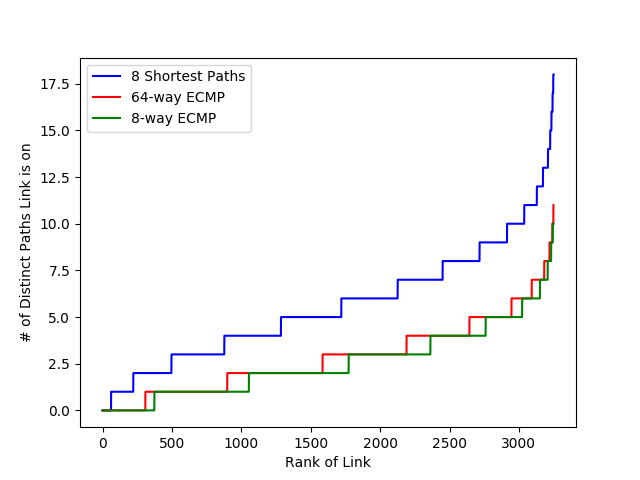 8 Shortest Paths
64-way ECMP
8-way ECMP
# of Distinct Paths Link is on
17.5
15.0
12.5
10.0
7.5
5.0
2.5
0.0
0 500 1000 1500 2000 2500 3000
Rank of Link